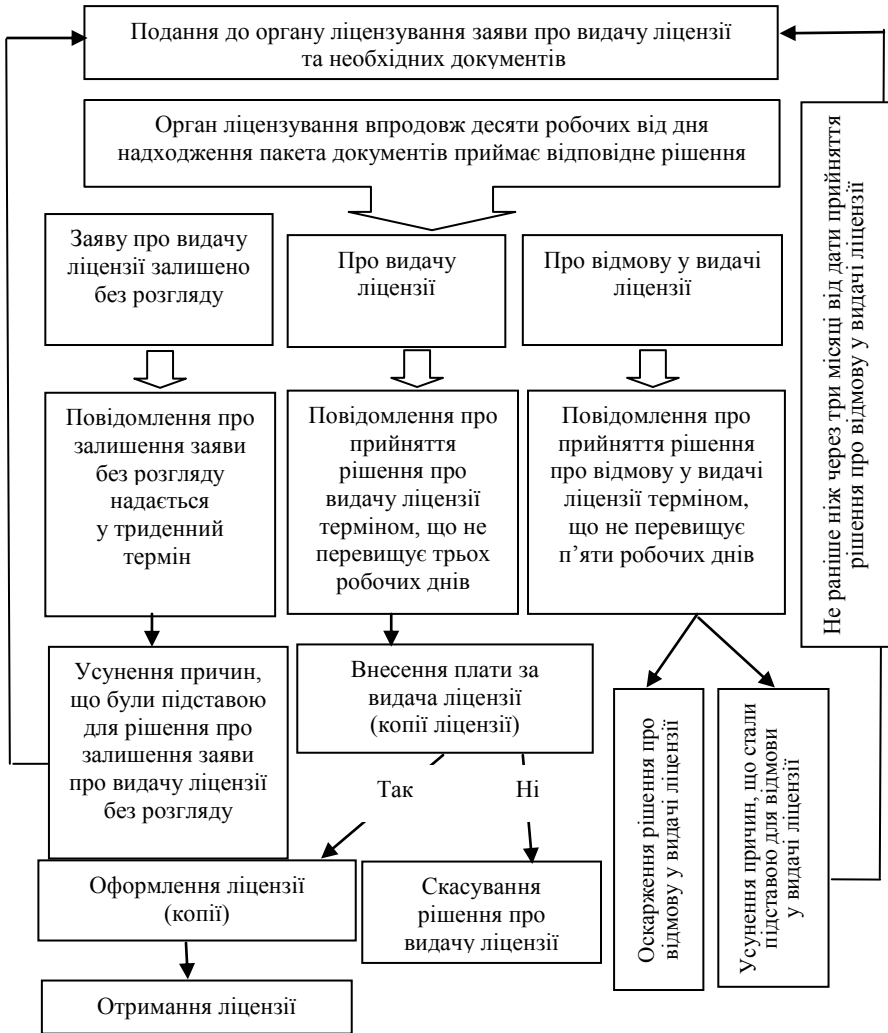 Подання до органу ліцензування заяви про видачу ліцензії
та необхідних документів
Орган ліцензування впродовж десяти робочих від дня
надходження пакета документів приймає відповідне рішення
Заяву про видачу
ліцензії залишено
без розгляду
Про видачу
ліцензії
Про відмову у видачі
ліцензії
Повідомлення про
залишення заяви
без розгляду
надається
у триденний
термін
Повідомлення про
прийняття
рішення про
видачу ліцензії
терміном, що не
перевищує трьох
робочих днів
Повідомлення про
прийняття рішення
про відмову у видачі
ліцензії терміном,
що не перевищує
п’яти робочих днів
Не раніше ніж через три місяці від дати прийняття
рішення про відмову у видачі ліцензії
Усунення причин,
що були підставою
для рішення про
залишення заяви
про видачу ліцензії
без розгляду
Внесення плати за
видача ліцензії
(копії ліцензії)
Так
Ні
Оскарження рішення про
відмову у видачі ліцензії
Усунення причин, що стали
підставою для відмови
у видачі ліцензії
Оформлення ліцензії
(копії)
Скасування
рішення про
видачу ліцензії
Отримання ліцензії